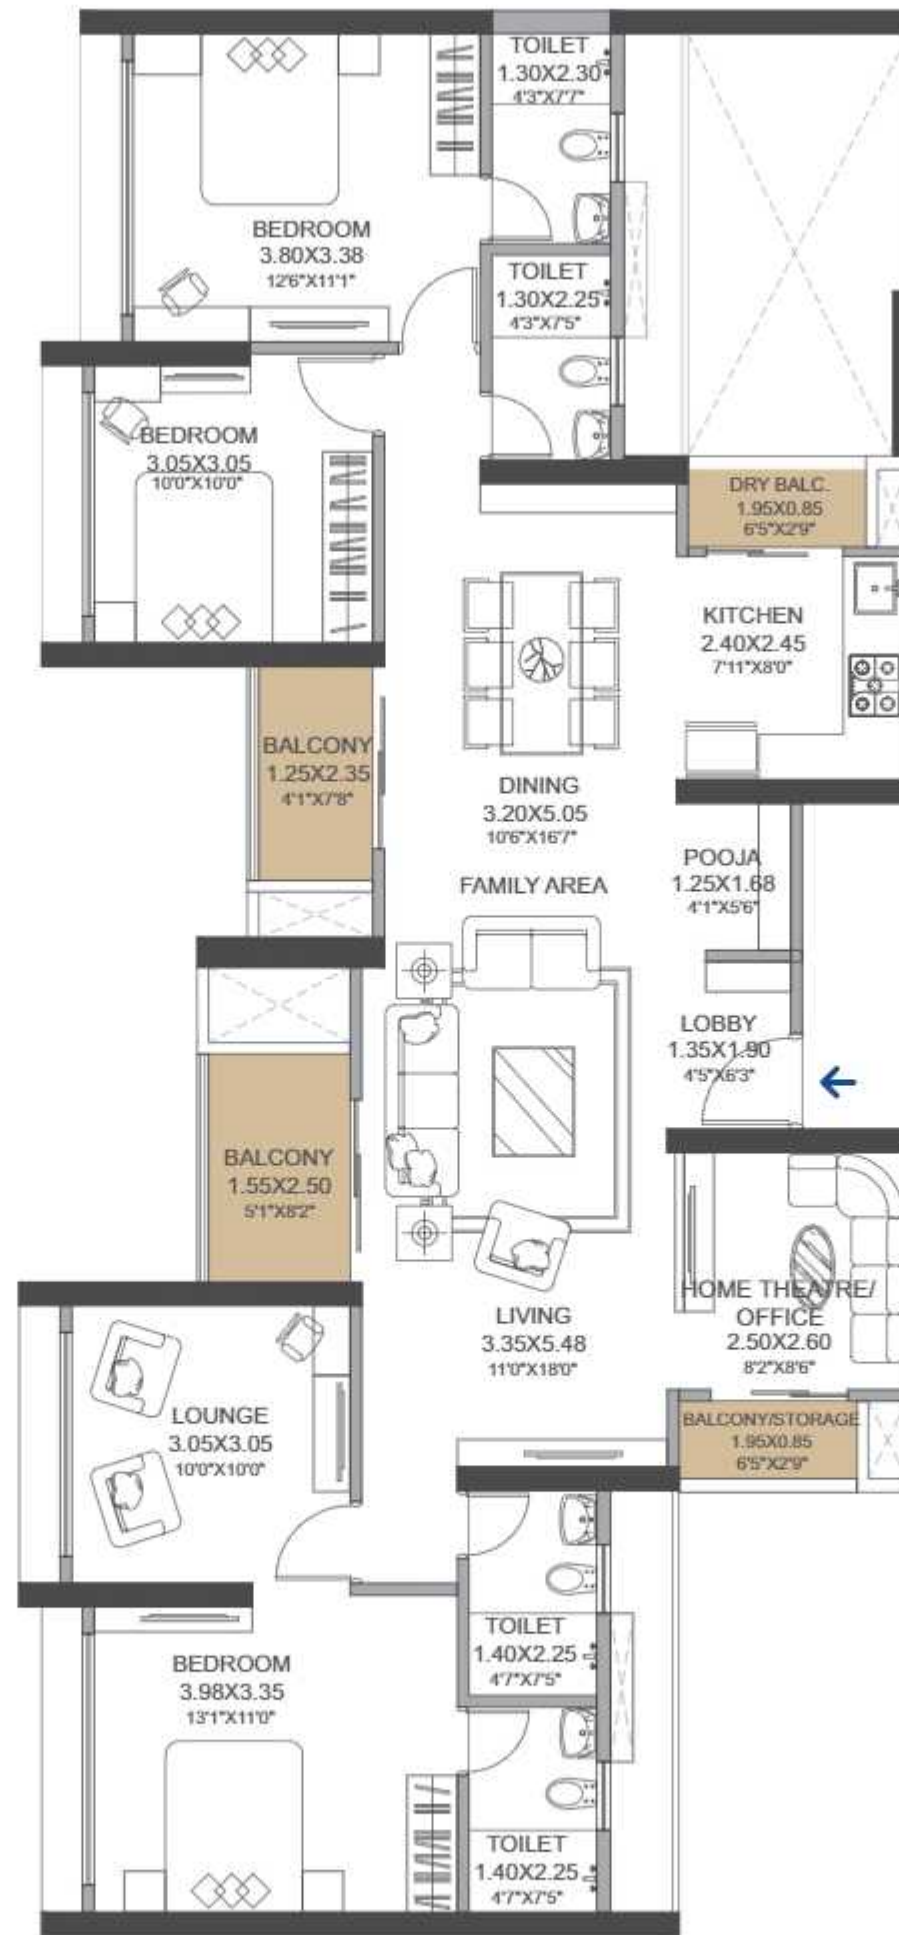 TOILET
1.30X2.30
4'3"X7'7"
BEDROOM
3.80X3.38
12'6"X11'1"
TOILET
1.30X2.25
4'3"X7'5"
BEDROOM
3.05X3.05
10'0"X10'0"
DRY BALC.
1.95X0.85
6'5"X2'9"
KITCHEN
2.40X2.45
7'11"X8'0"
BALCONY
1.25X2.35
4'1"X7'8"
DINING
3.20X5.05
10'6"X16'7"
POOJA
1.25X1.68
4'1"X5'6"
FAMILY AREA
LOBBY
1.35X1.90
4'5"X6'3"
BALCONY
1.55X2.50
5'1"X8'2"
HOME THEATRE/
OFFICE
2.50X2.60
8'2"X8'6"
LIVING
3.35X5.48
11'0"X18'0"
LOUNGE
3.05X3.05
10'0"X10'0"
BALCONY/STORAGE
1.95X0.85
6'5"X2'9"
TOILET
1.40X2.25
4'7"X7'5"
BEDROOM
3.98X3.35
13'1"X11'0"
TOILET
1.40X2.25
4'7"X7'5"